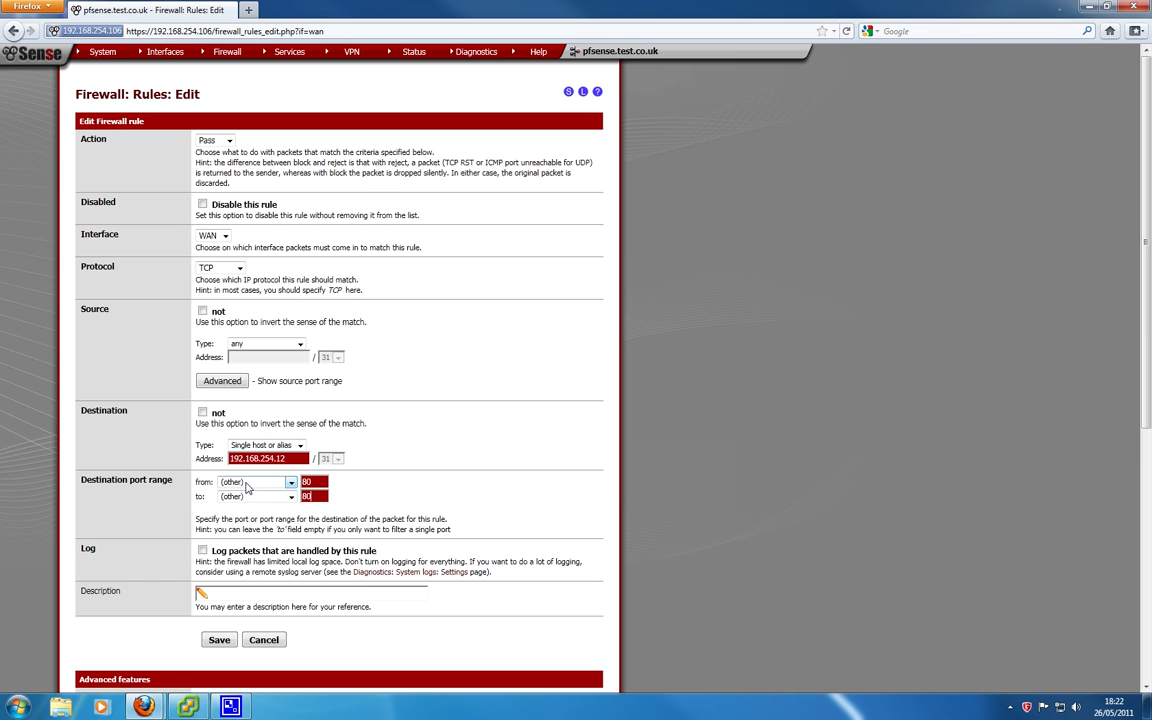 Firefox
pfsense.test.co.uk - Firewall: Rules: Edit
192.168.254.106 https://192.168.254.106/firewall_rules_edit.php?if=wan
Google
Sense
System Interfaces Firewall Services VPN Status Diagnostics Help pfsense.test.co.uk
Firewall: Rules: Edit
S L ?
Edit Firewall rule
Action
Pass
Choose what to do with packets that match the criteria specified below.
Hint: the difference between block and reject is that with reject, a packet (TCP RST or ICMP port unreachable for UDP)
is returned to the sender, whereas with block the packet is dropped silently. In either case, the original packet is
discarded.
Disabled
Disable this rule
Set this option to disable this rule without removing it from the list.
Interface
WAN
Choose on which interface packets must come in to match this rule.
Protocol
TCP
Choose which IP protocol this rule should match.
Hint: in most cases, you should specify TCP here.
Source
not
Use this option to invert the sense of the match.
Type: any
Address: / 31
Advanced - Show source port range
Destination
not
Use this option to invert the sense of the match.
Type: Single host or alias
Address: 192.168.254.12 / 31
Destination port range
from: (other) 80
to: (other) 80
Specify the port or port range for the destination of the packet for this rule.
Hint: you can leave the 'to' field empty if you only want to filter a single port
Log
Log packets that are handled by this rule
Hint: the firewall has limited local log space. Don't turn on logging for everything. If you want to do a lot of logging,
consider using a remote syslog server (see the Diagnostics: System logs: Settings page).
Description
You may enter a description here for your reference.
Save Cancel
Advanced features
18:22
26/05/2011